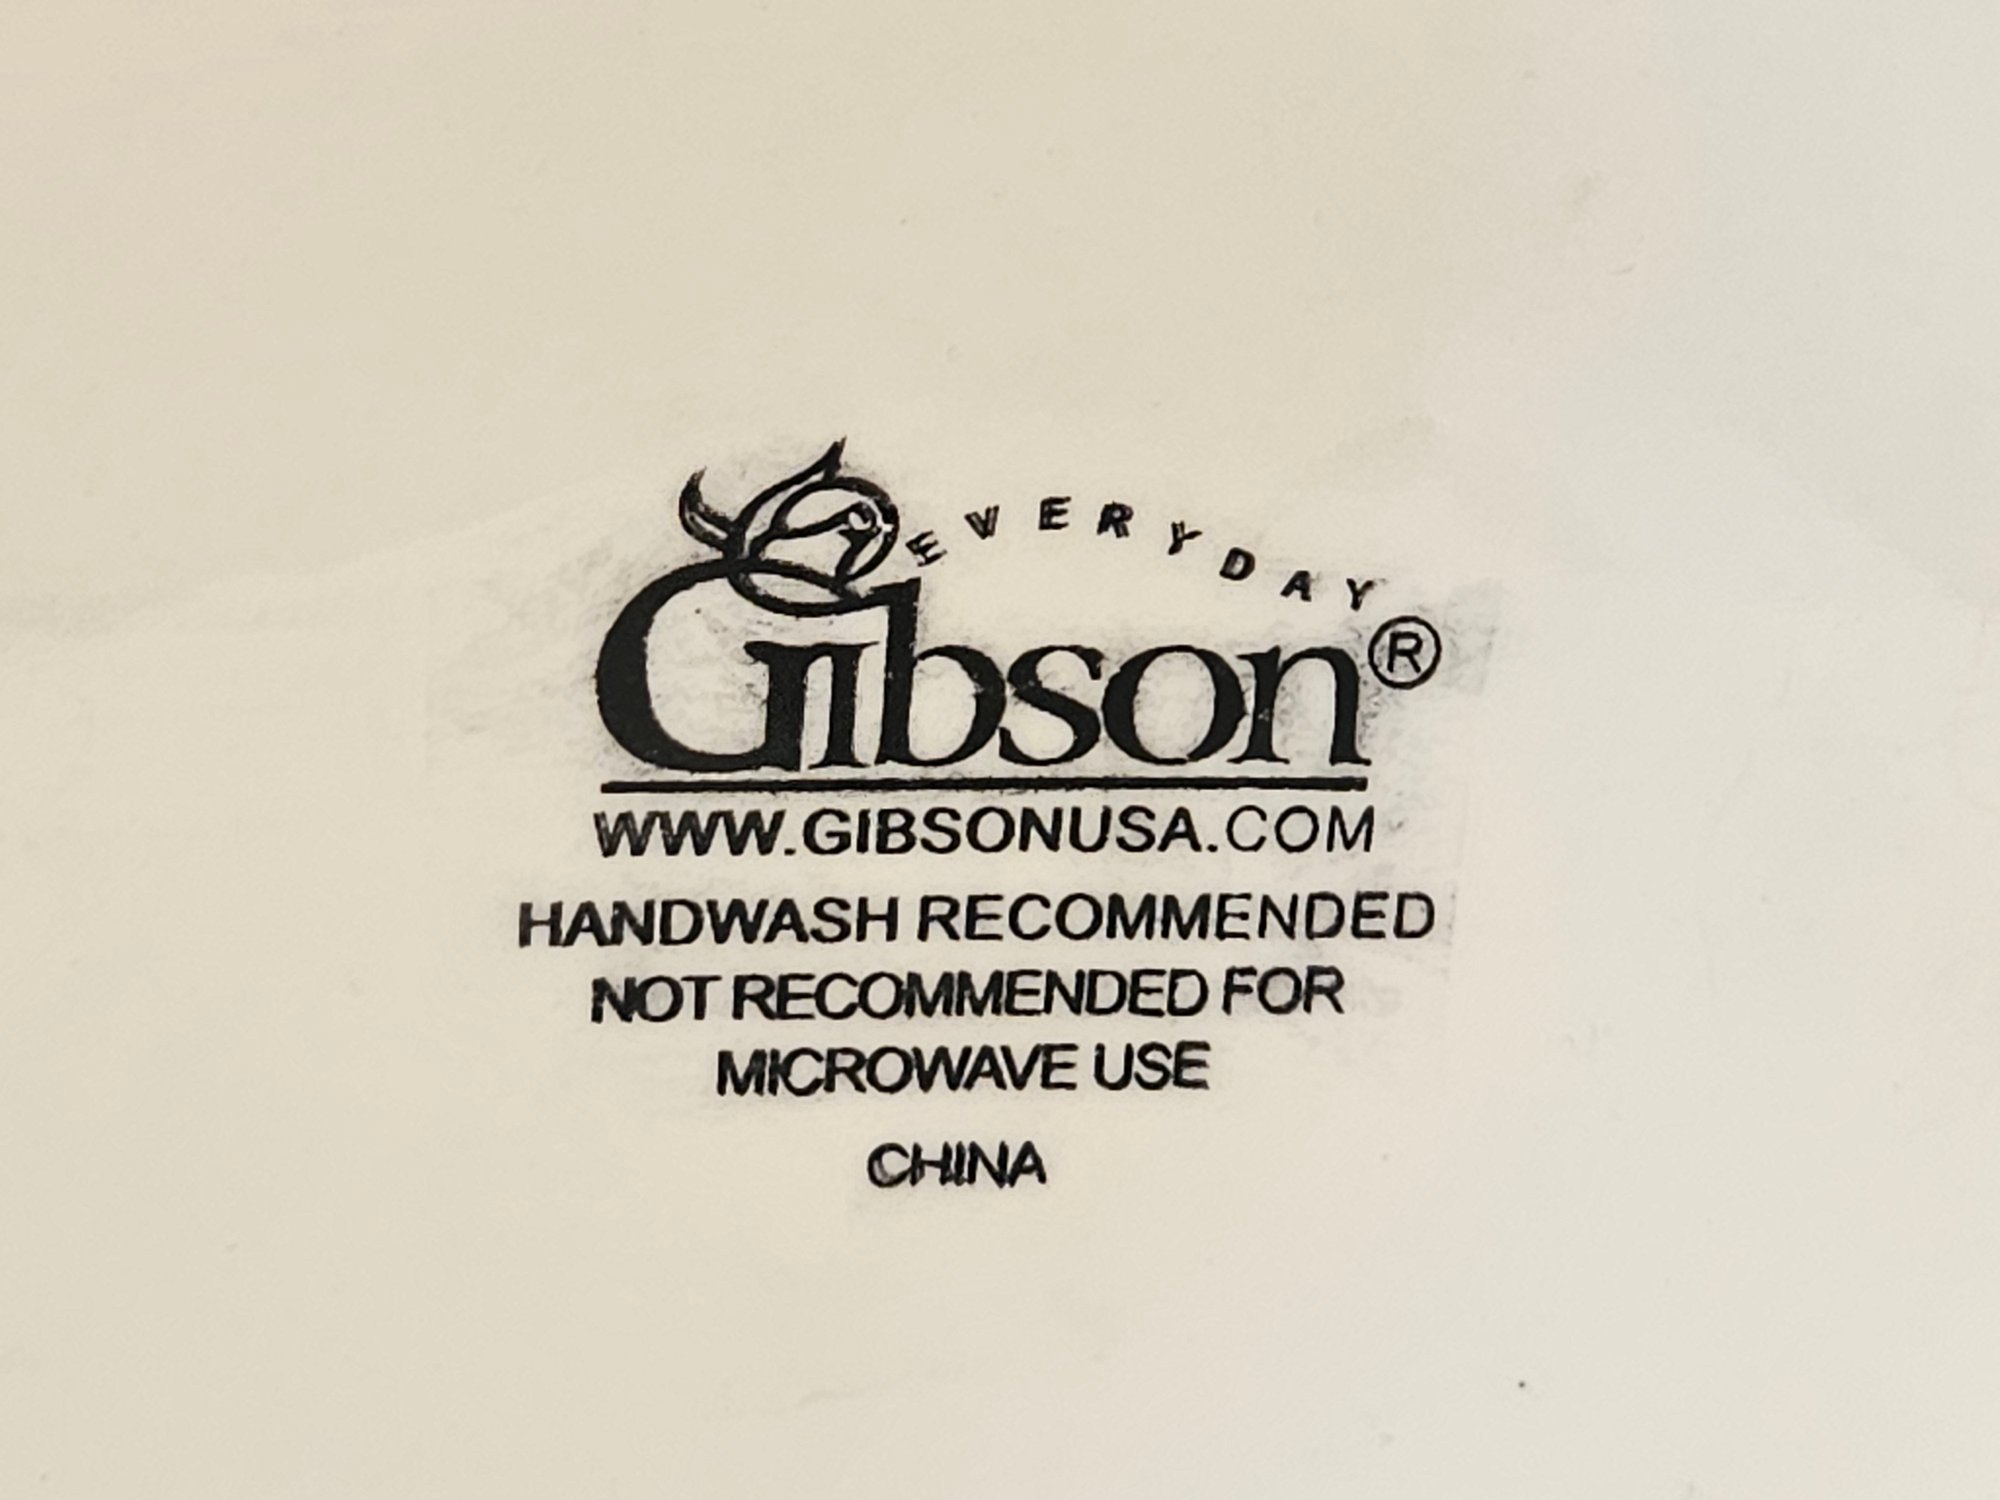 EVERYDAY
Gibson®
WWW.GIBSONUSA.COM
HANDWASH RECOMMENDED
NOT RECOMMENDED FOR
MICROWAVE USE
CHINA